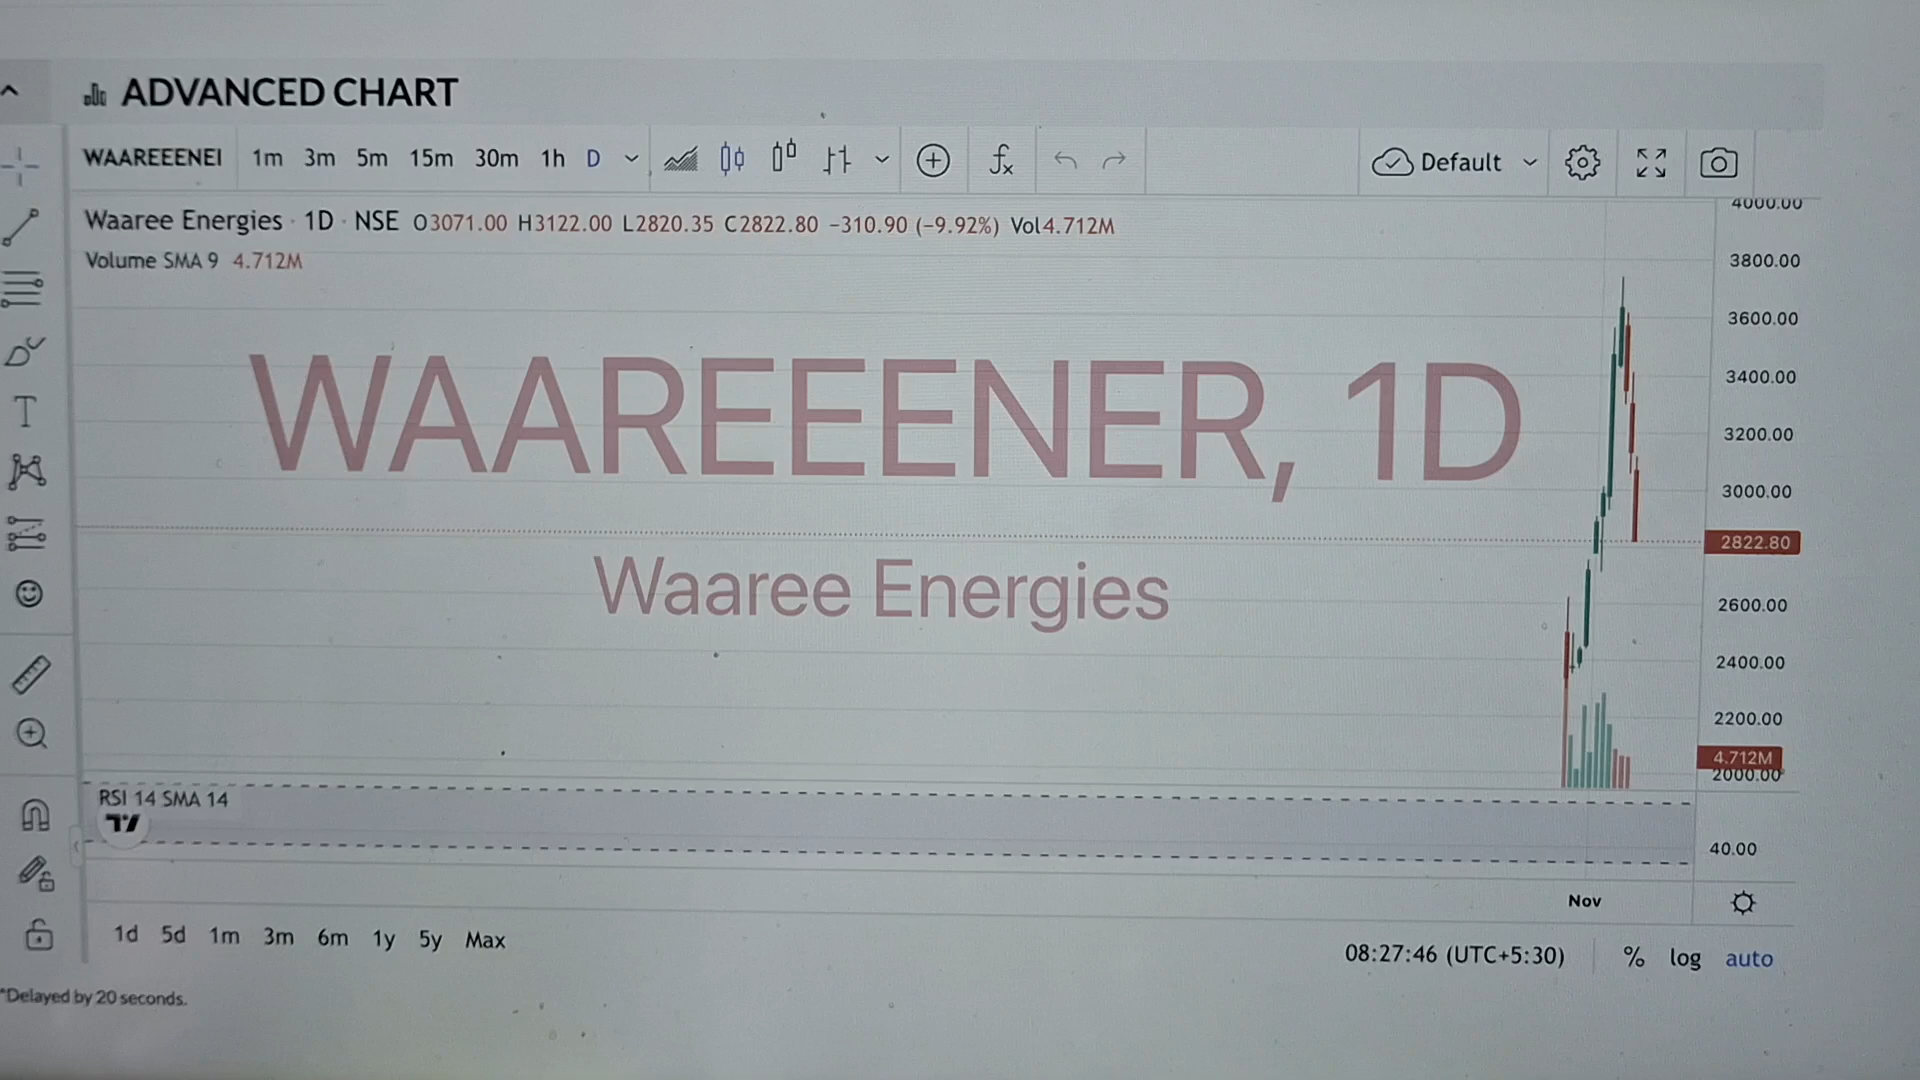 ADVANCED CHART
WAAREEENEI 1m 3m 5m 15m 30m 1h D fx Default
Waaree Energies · 1D · NSE O3071.00 H3122.00 L2820.35 C2822.80 −310.90 (−9.92%) Vol4.712M
Volume SMA 9 4.712M
4000.00
3800.00
3600.00
3400.00
3200.00
3000.00
2822.80
2600.00
2400.00
2200.00
4.712M
2000.00
WAAREEENER, 1D
Waaree Energies
RSI 14 SMA 14
40.00
Nov
1d 5d 1m 3m 6m 1y 5y Max
08:27:46 (UTC+5:30) % log auto
*Delayed by 20 seconds.